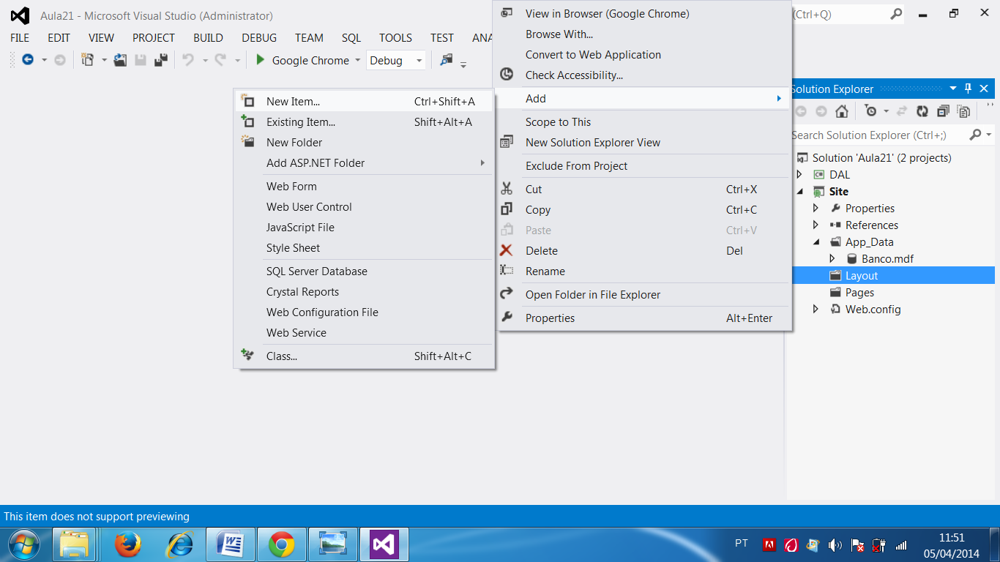 Aula21 - Microsoft Visual Studio (Administrator)
(Ctrl+Q)
FILE EDIT VIEW PROJECT BUILD DEBUG TEAM SQL TOOLS TEST ANA
Google Chrome Debug
View in Browser (Google Chrome)
Browse With...
Convert to Web Application
Check Accessibility...
Add
Scope to This
New Solution Explorer View
Exclude From Project
Cut Ctrl+X
Copy Ctrl+C
Paste Ctrl+V
Delete Del
Rename
Open Folder in File Explorer
Properties Alt+Enter
New Item... Ctrl+Shift+A
Existing Item... Shift+Alt+A
New Folder
Add ASP.NET Folder
Web Form
Web User Control
JavaScript File
Style Sheet
SQL Server Database
Crystal Reports
Web Configuration File
Web Service
Class... Shift+Alt+C
Solution Explorer
Search Solution Explorer (Ctrl+;)
Solution 'Aula21' (2 projects)
C# DAL
Site
Properties
References
App_Data
Banco.mdf
Layout
Pages
Web.config
This item does not support previewing
PT
11:51
05/04/2014